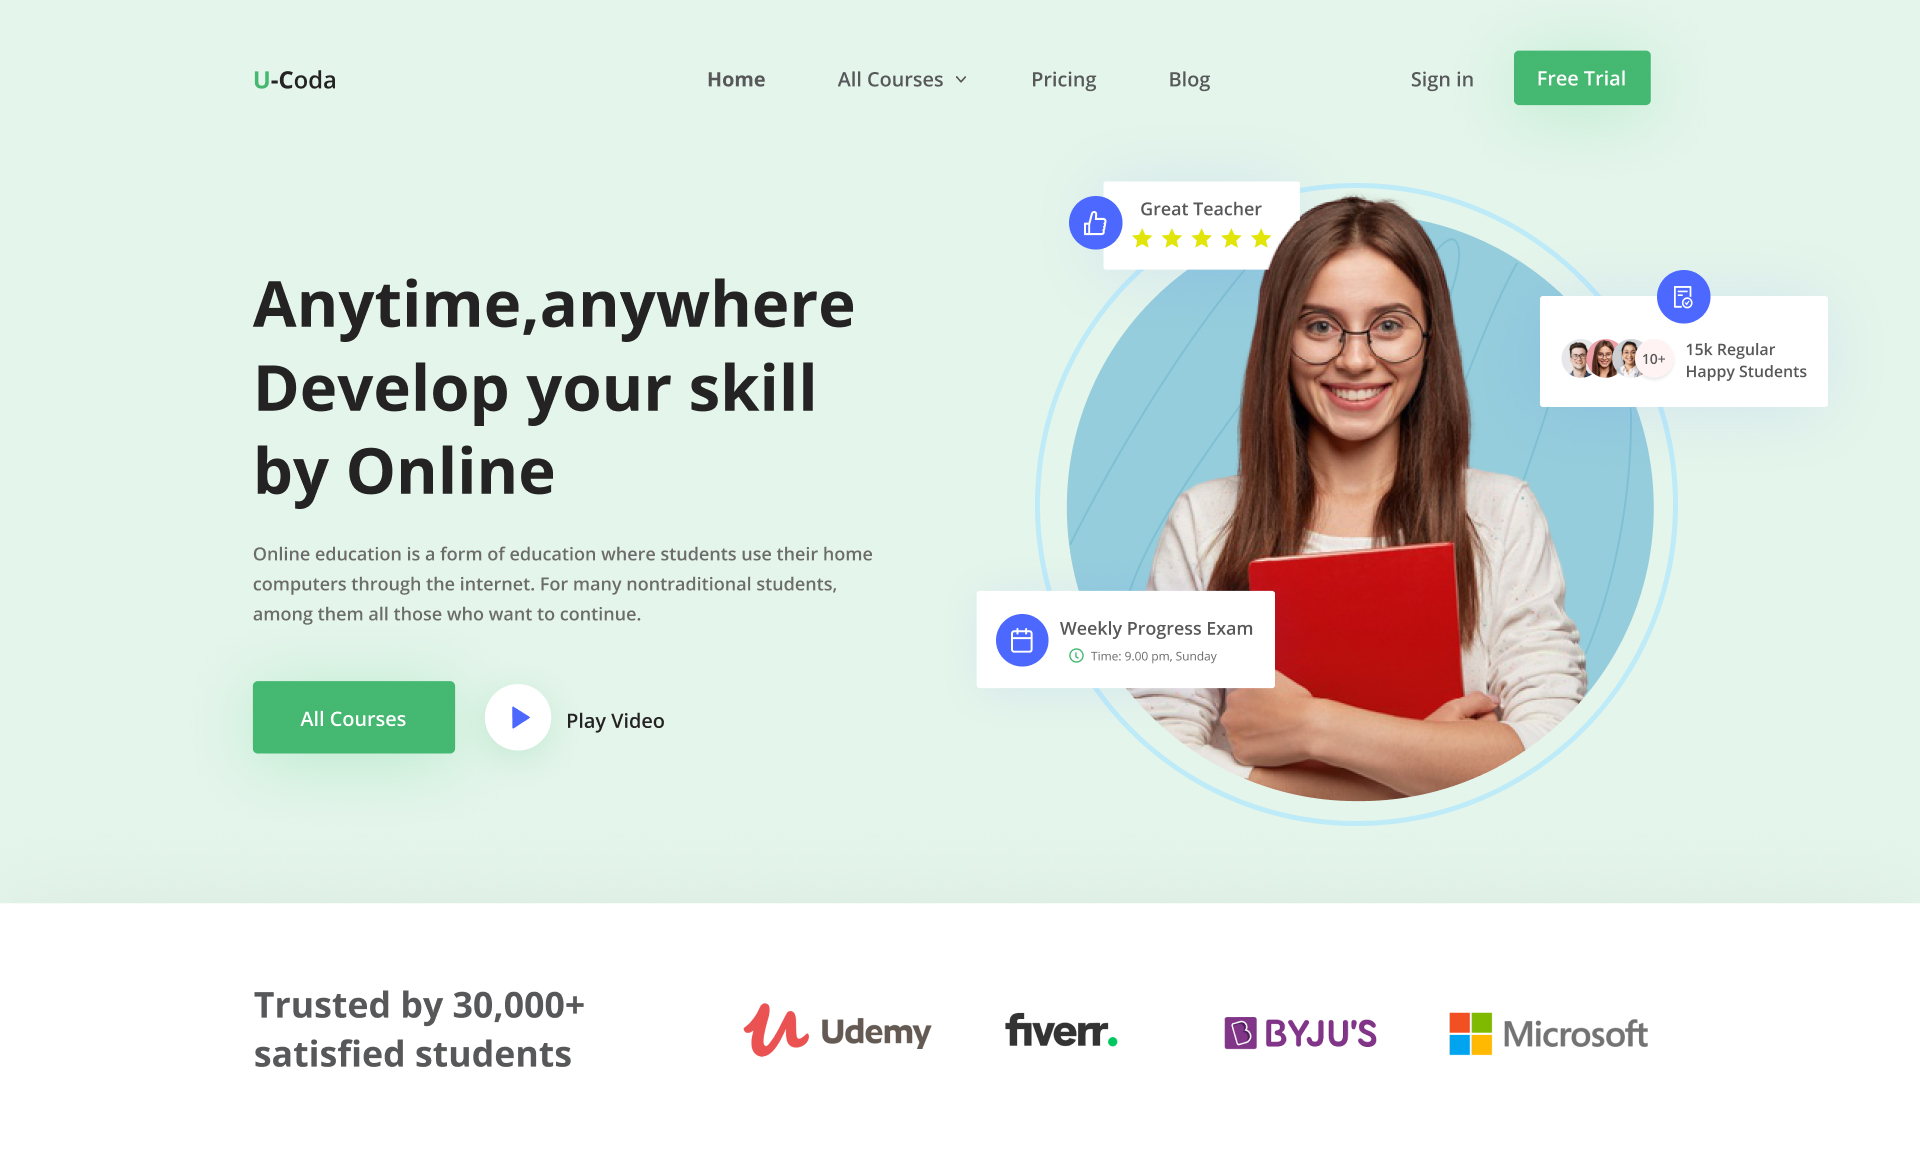 U-Coda
Home
All Courses
Pricing
Blog
Sign in
Free Trial
Great Teacher
Anytime,anywhere
Develop your skill
by Online
10+
15k Regular
Happy Students
Online education is a form of education where students use their home
computers through the internet. For many nontraditional students,
among them all those who want to continue.
Weekly Progress Exam
Time: 9.00 pm, Sunday
All Courses
Play Video
Trusted by 30,000+
satisfied students
Udemy
fiverr.
BYJU'S
Microsoft